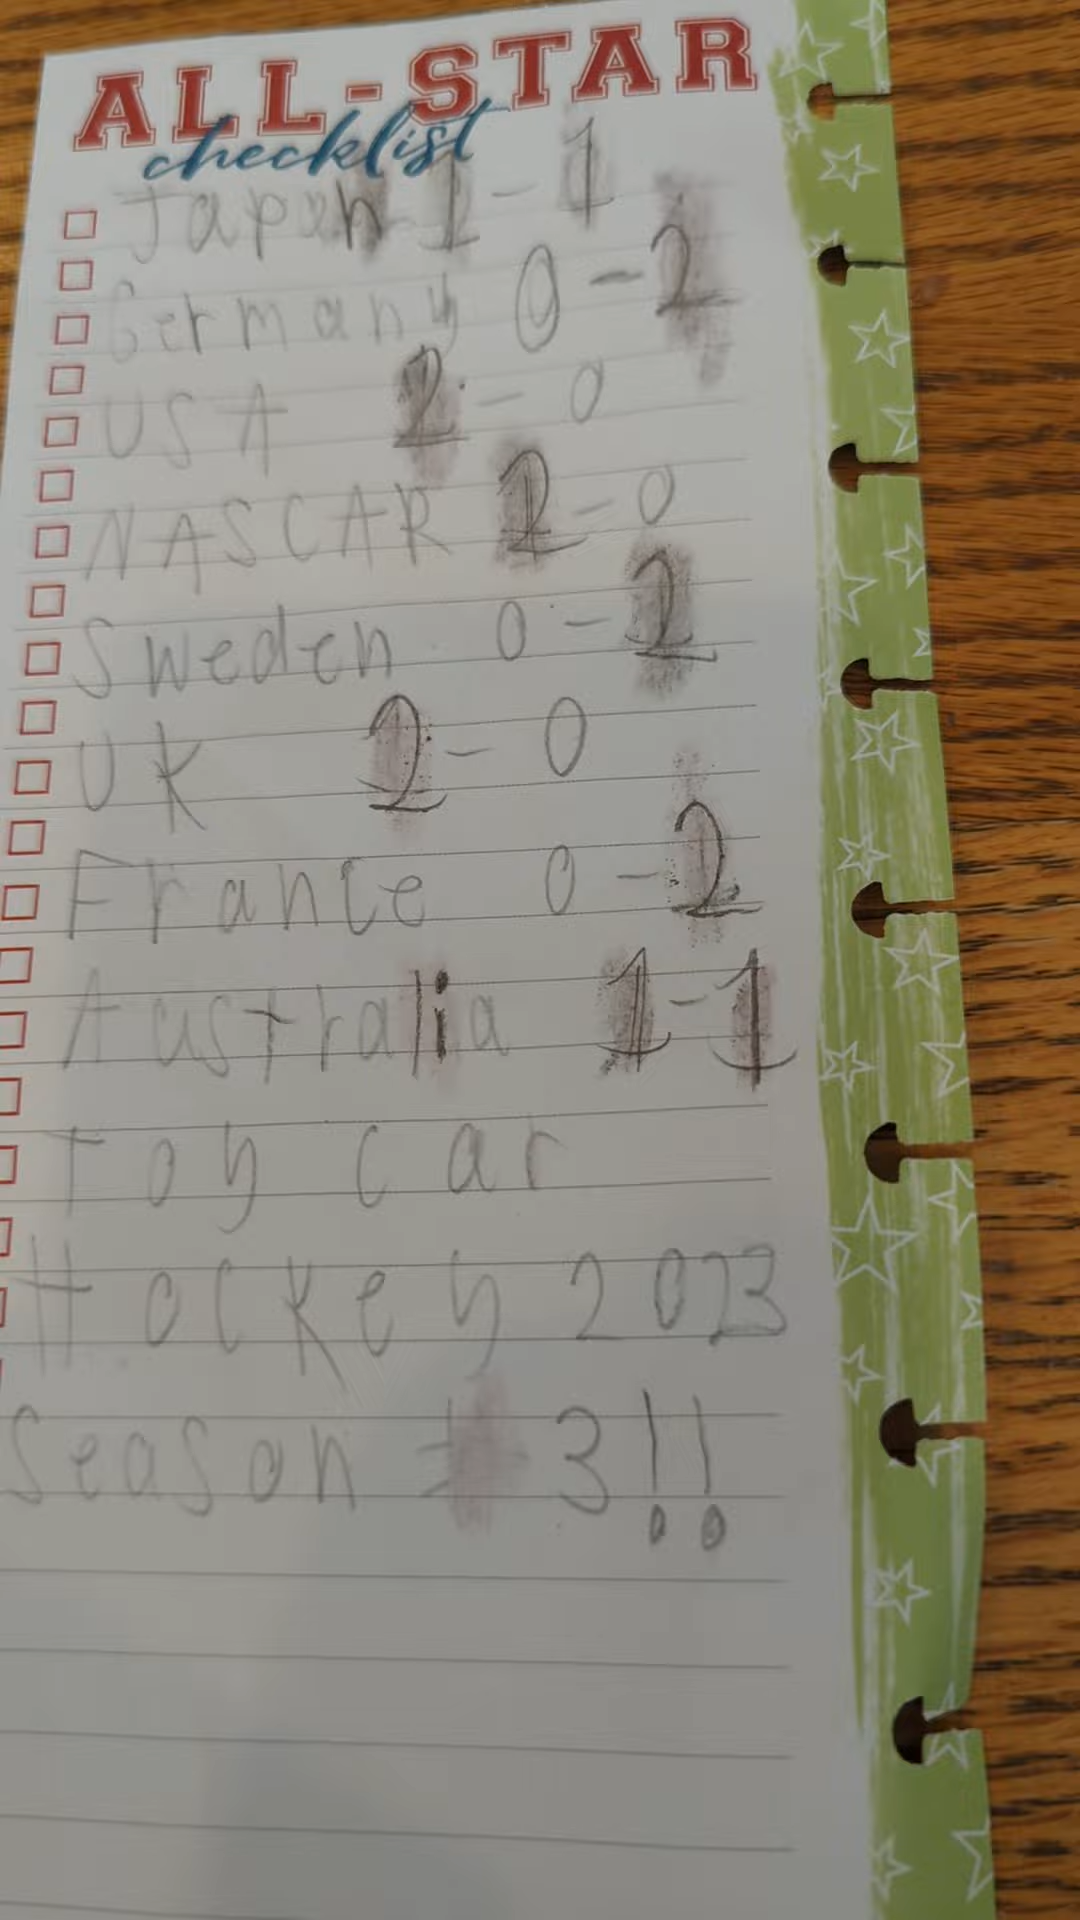 ALL-STAR
checklist
Japan 1-1
Germany 0-2
USA 2-0
NASCAR 2-0
Sweden 0-2
UK 2-0
France 0-2
Australia 1-1
Toy car
Hockey 2023
Season 3!!